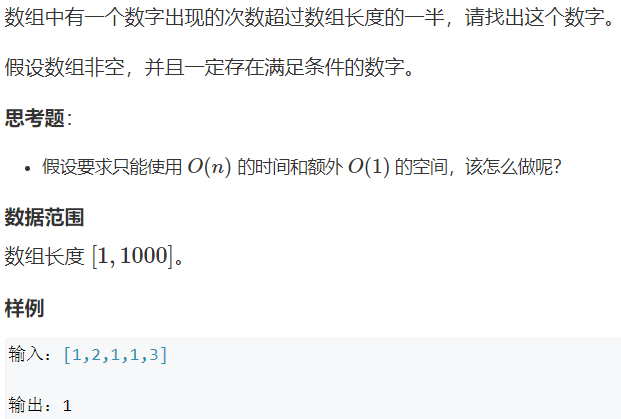 数组中有一个数字出现的次数超过数组长度的一半，请找出这个数字。
假设数组非空，并且一定存在满足条件的数字。
思考题：
• 假设要求只能使用 O(n) 的时间和额外 O(1) 的空间，该怎么做呢？
数据范围
数组长度 [1,1000]。
样例
输入：[1,2,1,1,3]
输出：1